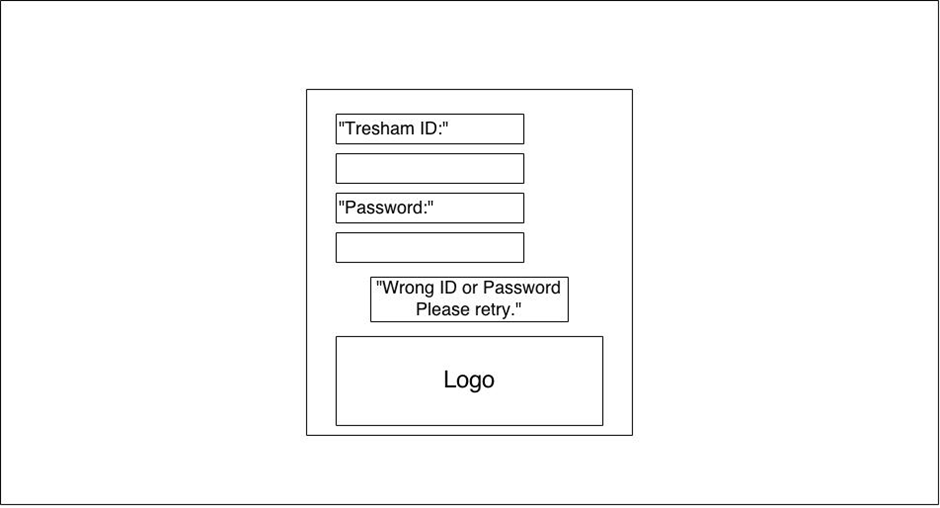 "Tresham ID:"
"Password:"
"Wrong ID or Password
Please retry."
Logo